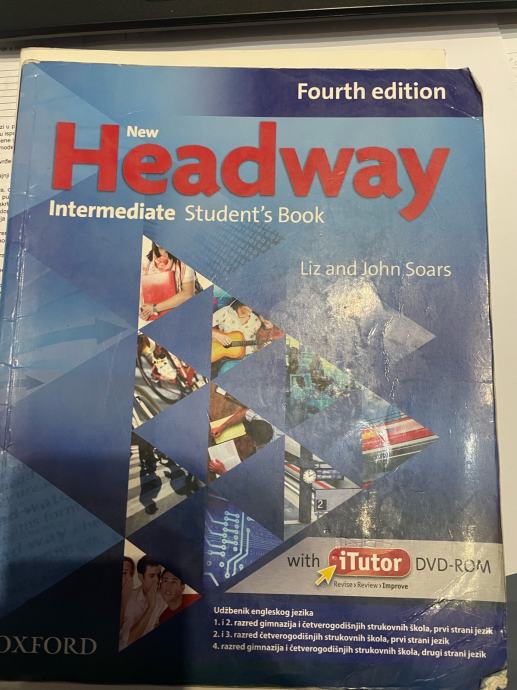 Fourth edition
New
Headway
Intermediate Student's Book
Liz and John Soars
2
with iTutor DVD-ROM
Revise › Review › Improve
Udžbenik engleskog jezika
1. i 2. razred gimnazija i četverogodišnjih strukovnih škola, prvi strani jezik
2. i 3. razred četverogodišnjih strukovnih škola, prvi strani jezik
4. razred gimnazija i četverogodišnjih strukovnih škola, drugi strani jezik
OXFORD